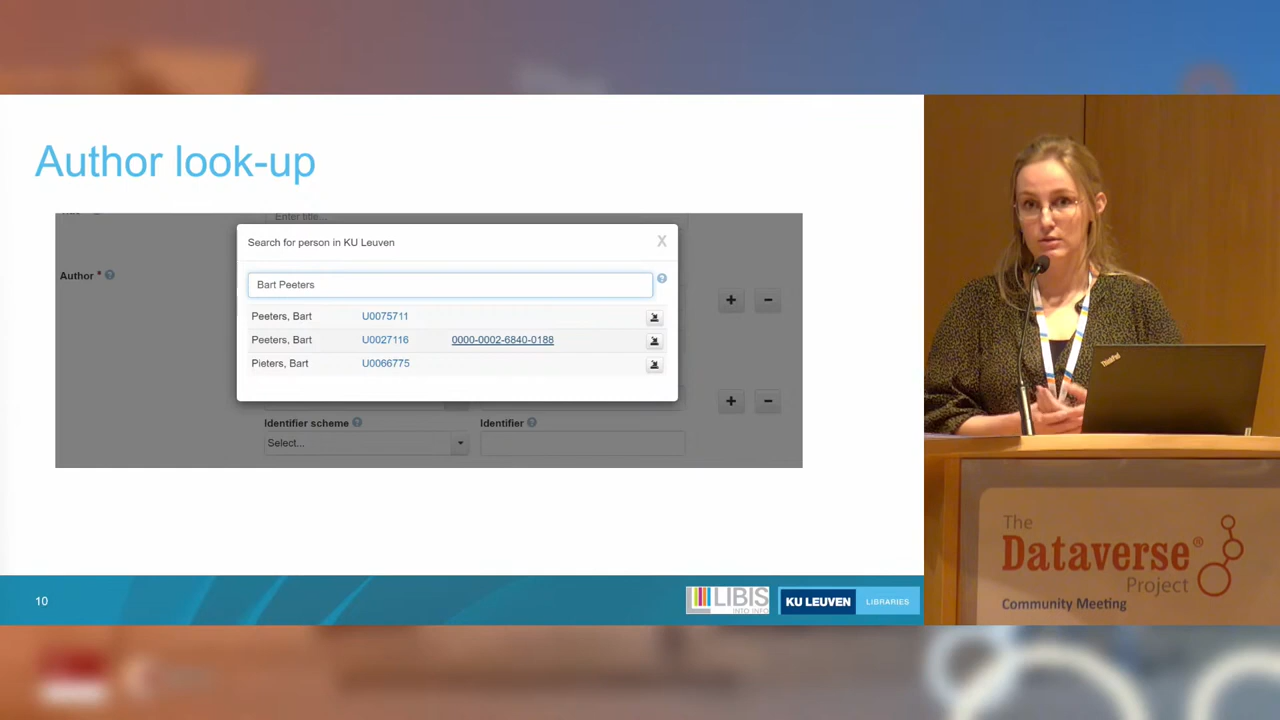 Author look-up
Enter title...
Search for person in KU Leuven X
Author * ?
Bart Peeters ?
Peeters, Bart U0075711
Peeters, Bart U0027116 0000-0002-6840-0188
Pieters, Bart U0066775
Identifier scheme ? Identifier ?
Select...
10
LIBIS
INTO INFO
KU LEUVEN LIBRARIES
ThinkPad
The
Dataverse®
Project
Community Meeting